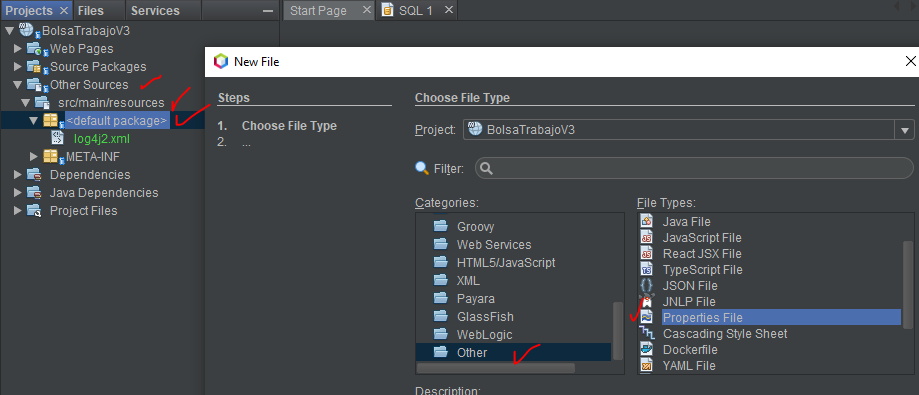 Projects Files Services
Start Page SQL 1
BolsaTrabajoV3
Web Pages
Source Packages
Other Sources
src/main/resources
<default package>
log4j2.xml
META-INF
Dependencies
Java Dependencies
Project Files
New File
Steps
1. Choose File Type
2. ...
Choose File Type
Project: BolsaTrabajoV3
Filter:
Categories:
Groovy
Web Services
HTML5/JavaScript
XML
Payara
GlassFish
WebLogic
Other
File Types:
Java File
JavaScript File
React JSX File
TypeScript File
JSON File
JNLP File
Properties File
Cascading Style Sheet
Dockerfile
YAML File
Description: